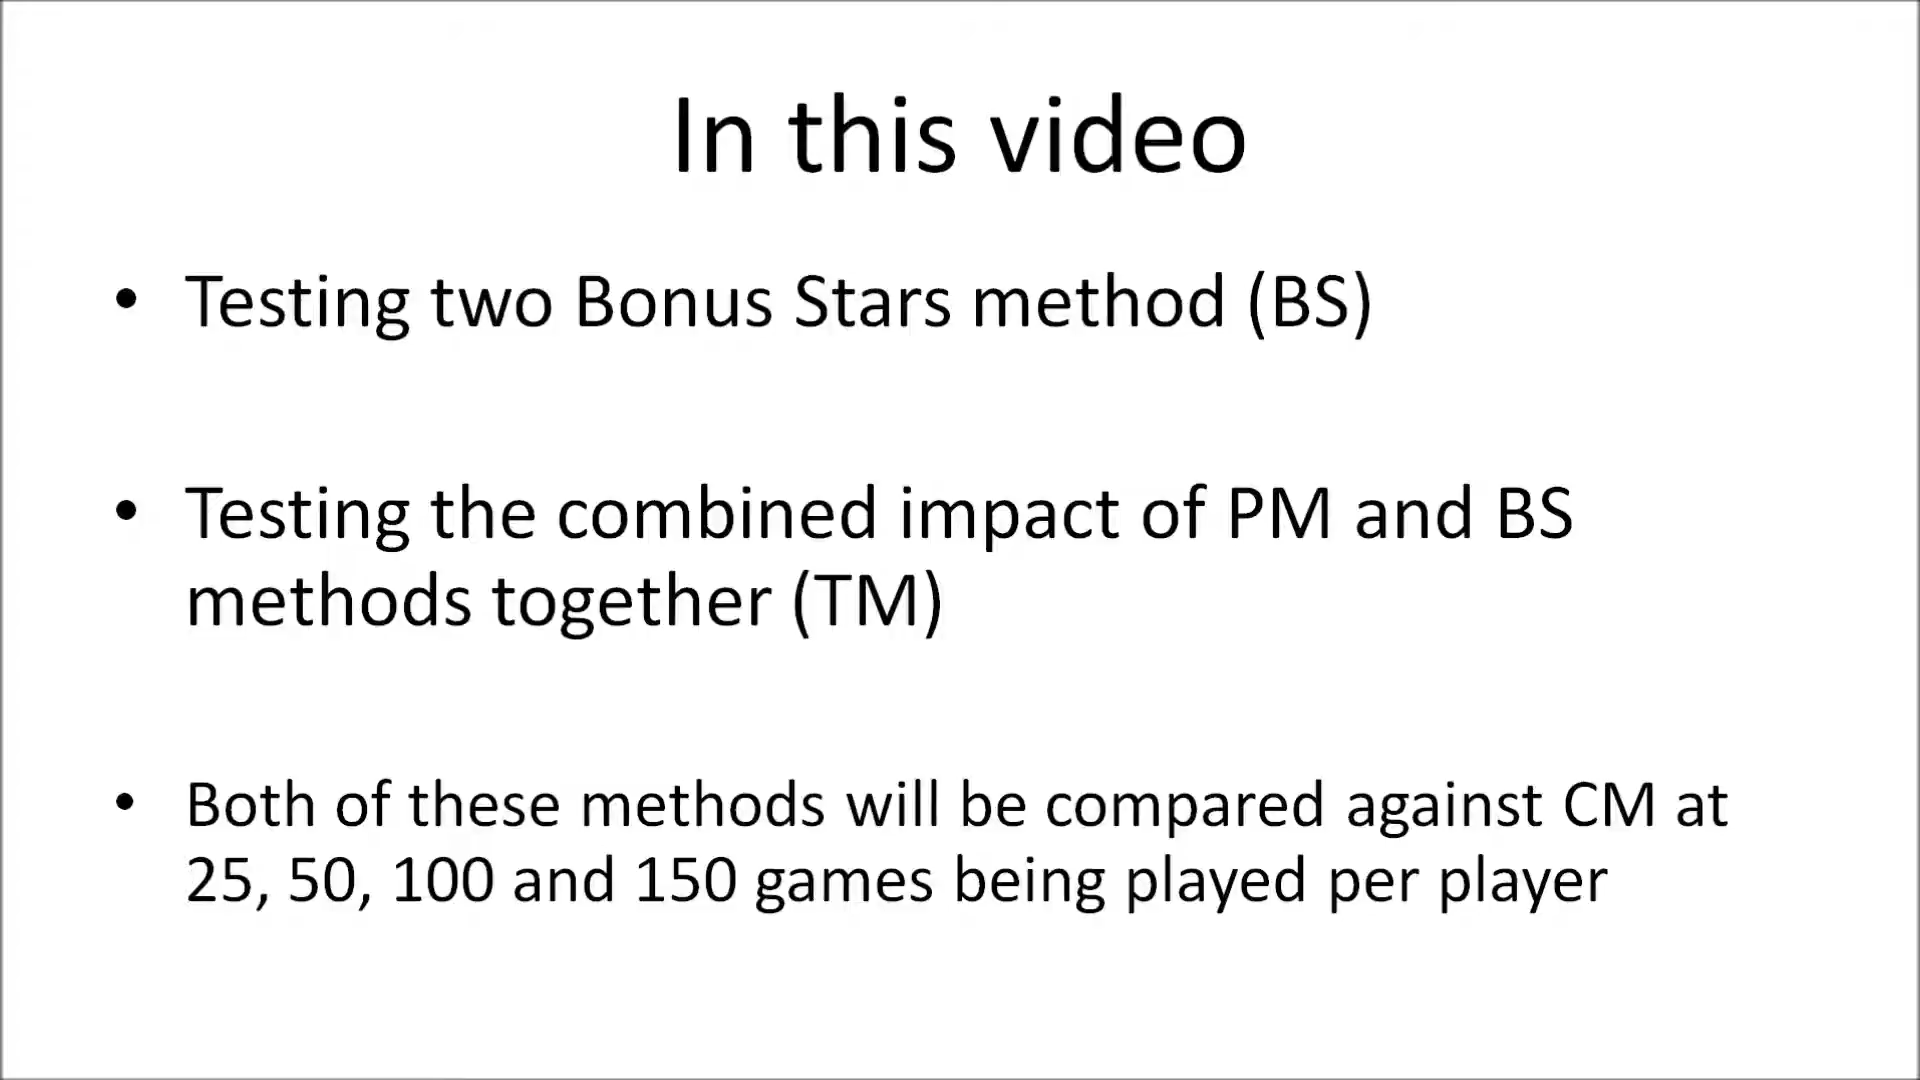 In this video
• Testing two Bonus Stars method (BS)
• Testing the combined impact of PM and BS
methods together (TM)
• Both of these methods will be compared against CM at
25, 50, 100 and 150 games being played per player